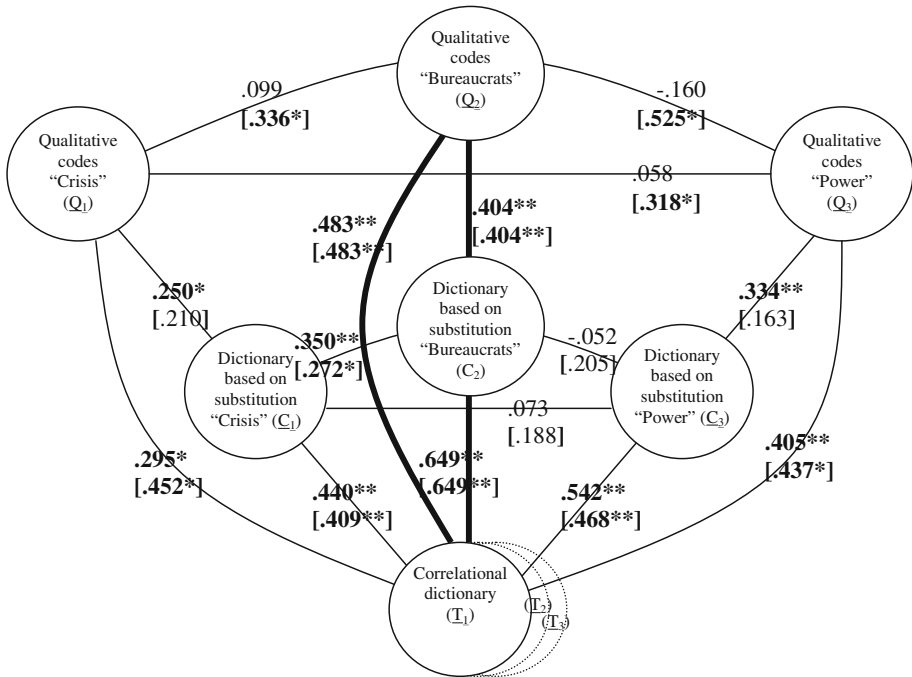 Qualitative
codes
“Bureaucrats”
(Q2)
.099
[.336*]
-.160
[.525*]
Qualitative
codes
“Crisis”
(Q1)
Qualitative
codes
“Power”
(Q3)
.058
[.318*]
.483**
[.483**]
.404**
[.404**]
.250*
[.210]
.334**
[.163]
Dictionary
based on
substitution
“Bureaucrats”
(C2)
.350**
[.272*]
-.052
[.205]
Dictionary
based on
substitution
“Crisis” (C1)
Dictionary
based on
substitution
“Power” (C3)
.073
[.188]
.295*
[.452*]
.440**
[.409**]
.649**
[.649**]
.542**
[.468**]
.405**
[.437*]
Correlational
dictionary
(T1)
(T2)
(T3)